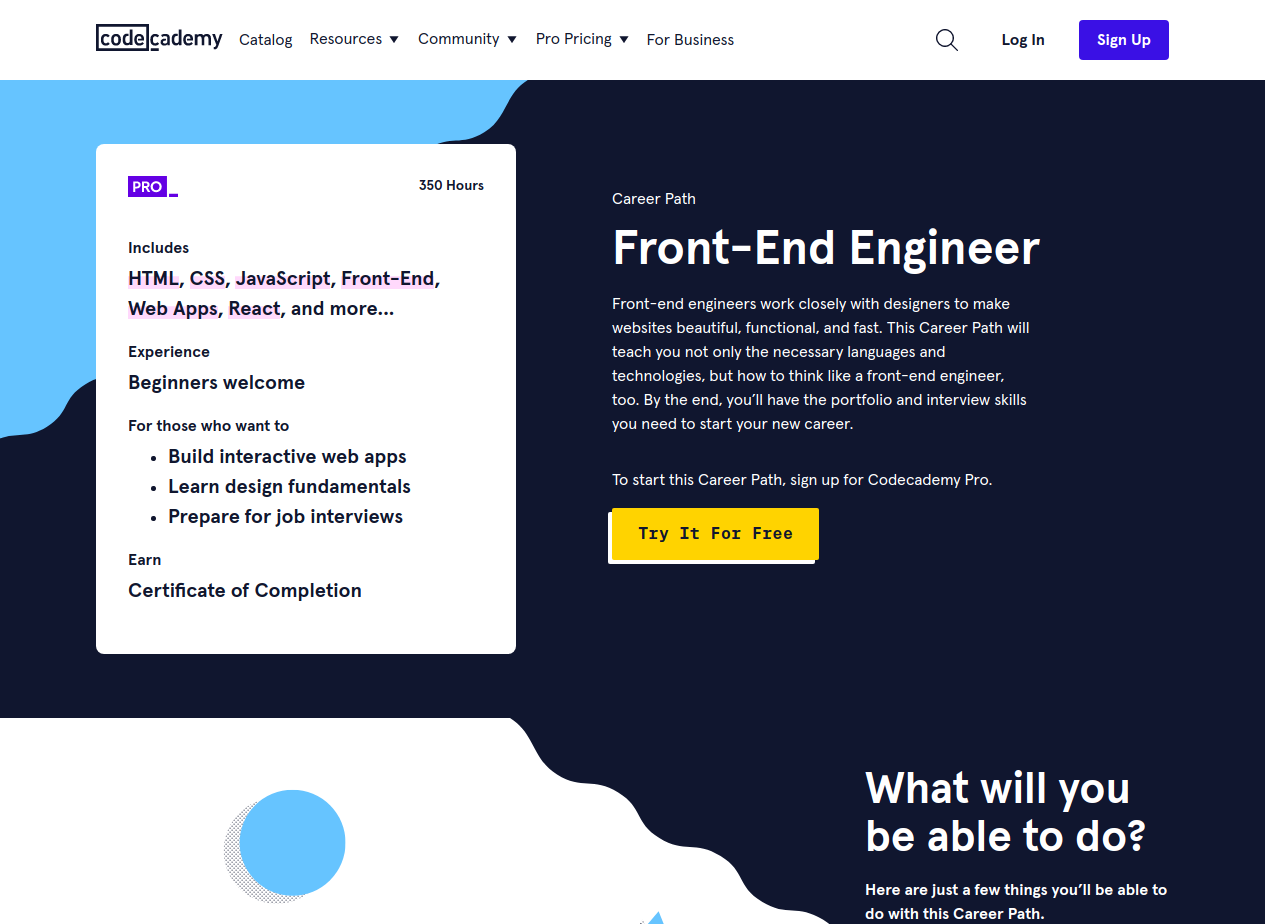 codecademy
Catalog
Resources
Community
Pro Pricing
For Business
Log In
Sign Up
PRO
350 Hours
Includes
HTML, CSS, JavaScript, Front-End,
Web Apps, React, and more...
Experience
Beginners welcome
For those who want to
Build interactive web apps
Learn design fundamentals
Prepare for job interviews
Earn
Certificate of Completion
Career Path
Front-End Engineer
Front-end engineers work closely with designers to make
websites beautiful, functional, and fast. This Career Path will
teach you not only the necessary languages and
technologies, but how to think like a front-end engineer,
too. By the end, you’ll have the portfolio and interview skills
you need to start your new career.
To start this Career Path, sign up for Codecademy Pro.
Try It For Free
What will you
be able to do?
Here are just a few things you’ll be able to
do with this Career Path.